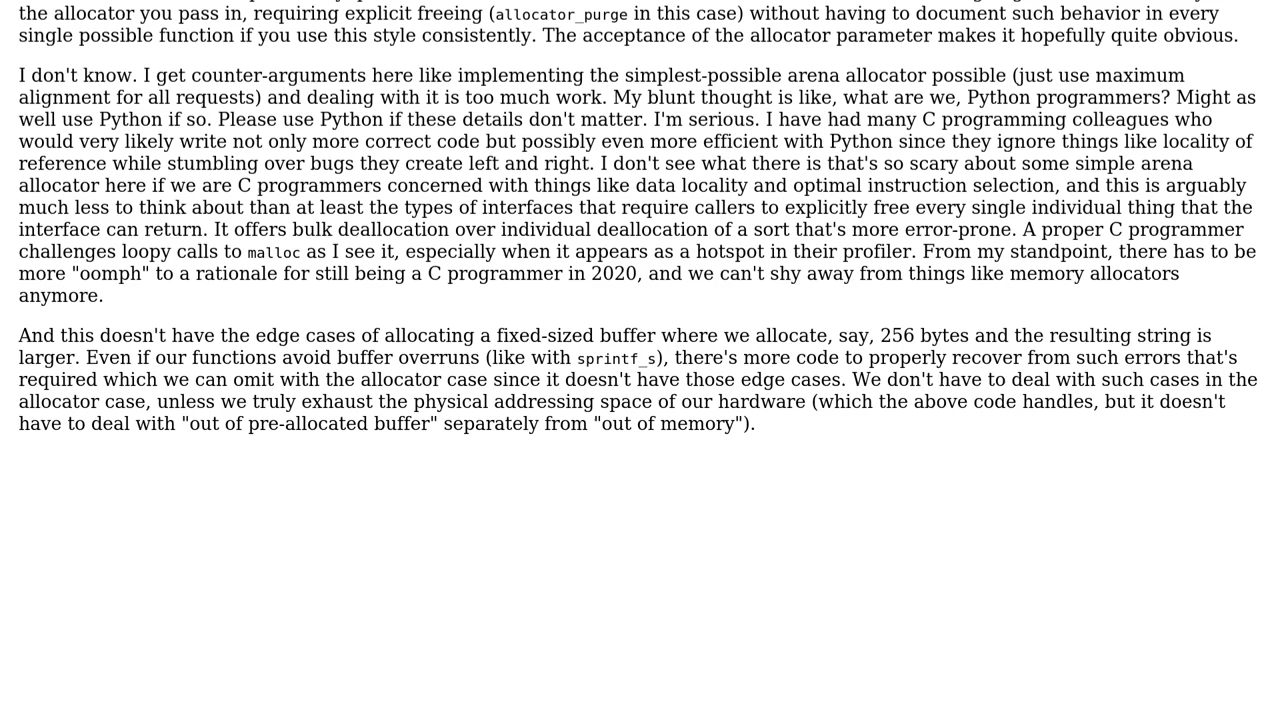 the allocator you pass in, requiring explicit freeing (allocator_purge in this case) without having to document such behavior in every
single possible function if you use this style consistently. The acceptance of the allocator parameter makes it hopefully quite obvious.
I don't know. I get counter-arguments here like implementing the simplest-possible arena allocator possible (just use maximum
alignment for all requests) and dealing with it is too much work. My blunt thought is like, what are we, Python programmers? Might as
well use Python if so. Please use Python if these details don't matter. I'm serious. I have had many C programming colleagues who
would very likely write not only more correct code but possibly even more efficient with Python since they ignore things like locality of
reference while stumbling over bugs they create left and right. I don't see what there is that's so scary about some simple arena
allocator here if we are C programmers concerned with things like data locality and optimal instruction selection, and this is arguably
much less to think about than at least the types of interfaces that require callers to explicitly free every single individual thing that the
interface can return. It offers bulk deallocation over individual deallocation of a sort that's more error-prone. A proper C programmer
challenges loopy calls to malloc as I see it, especially when it appears as a hotspot in their profiler. From my standpoint, there has to be
more "oomph" to a rationale for still being a C programmer in 2020, and we can't shy away from things like memory allocators
anymore.
And this doesn't have the edge cases of allocating a fixed-sized buffer where we allocate, say, 256 bytes and the resulting string is
larger. Even if our functions avoid buffer overruns (like with sprintf_s), there's more code to properly recover from such errors that's
required which we can omit with the allocator case since it doesn't have those edge cases. We don't have to deal with such cases in the
allocator case, unless we truly exhaust the physical addressing space of our hardware (which the above code handles, but it doesn't
have to deal with "out of pre-allocated buffer" separately from "out of memory").